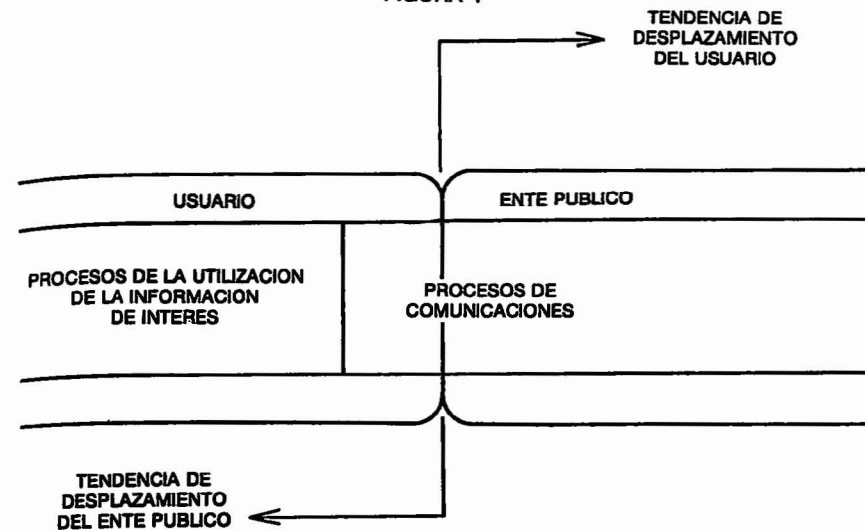 TENDENCIA DE
DESPLAZAMIENTO
DEL USUARIO
USUARIO
ENTE PUBLICO
PROCESOS DE LA UTILIZACION
DE LA INFORMACION
DE INTERES
PROCESOS DE
COMUNICACIONES
TENDENCIA DE
DESPLAZAMIENTO
DEL ENTE PUBLICO